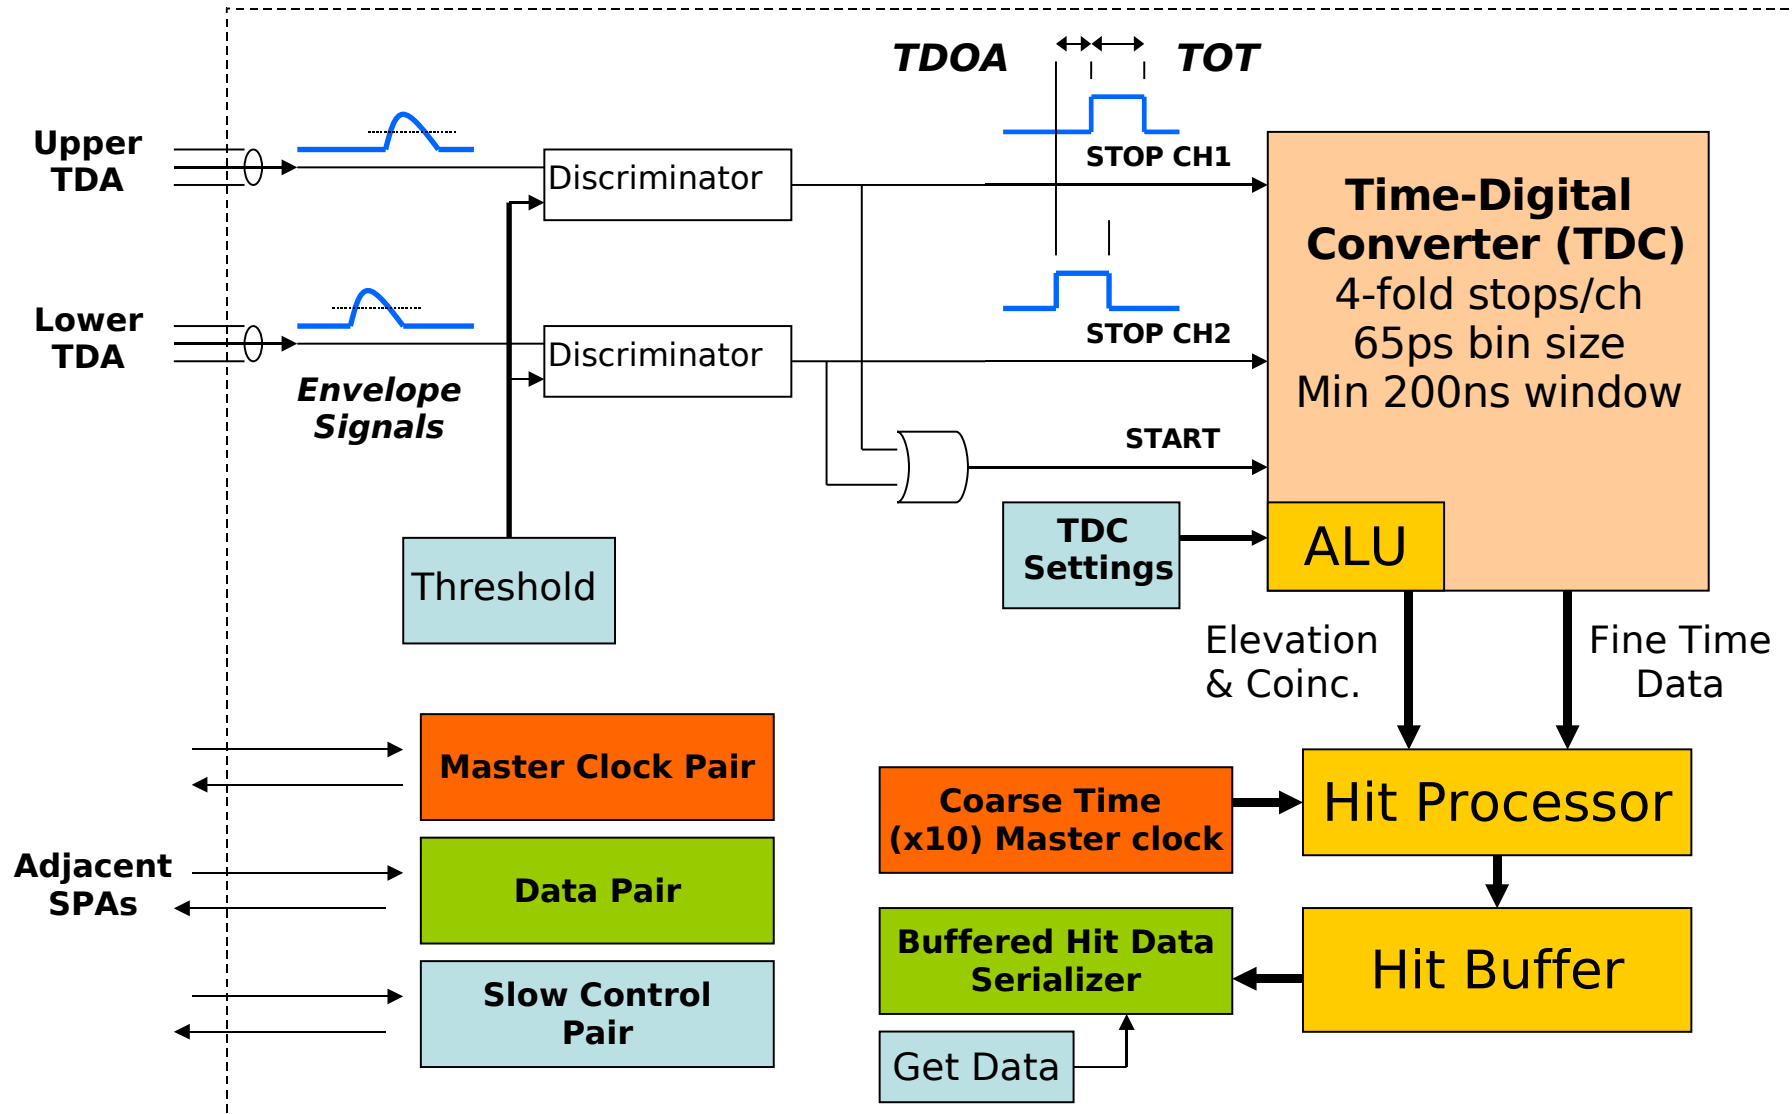 TDOA
TOT
Upper
TDA
Discriminator
STOP CH1
Time-Digital
Converter (TDC)
4-fold stops/ch
65ps bin size
Min 200ns window
Lower
TDA
Discriminator
STOP CH2
Envelope
Signals
START
TDC
Settings
ALU
Threshold
Elevation
& Coinc.
Fine Time
Data
Master Clock Pair
Coarse Time
(x10) Master clock
Hit Processor
Adjacent
SPAs
Data Pair
Buffered Hit Data
Serializer
Hit Buffer
Slow Control
Pair
Get Data